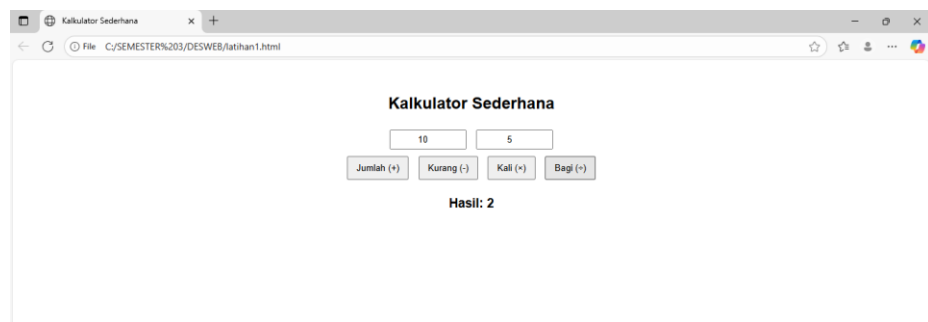 Kalkulator Sederhana
File C:/SEMESTER%203/DESWEB/latihan1.html
Kalkulator Sederhana
10 5
Jumlah (+) Kurang (-) Kali (×) Bagi (÷)
Hasil: 2